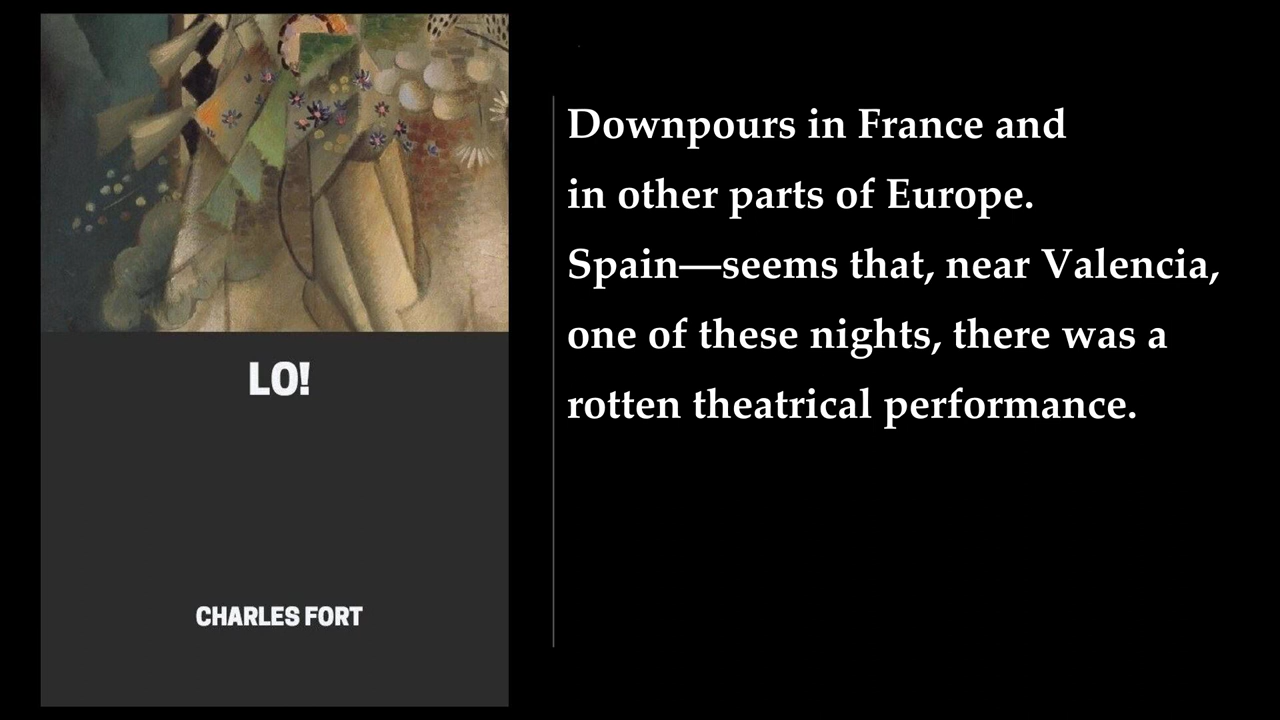 LO!
CHARLES FORT
Downpours in France and
in other parts of Europe.
Spain—seems that, near Valencia,
one of these nights, there was a
rotten theatrical performance.